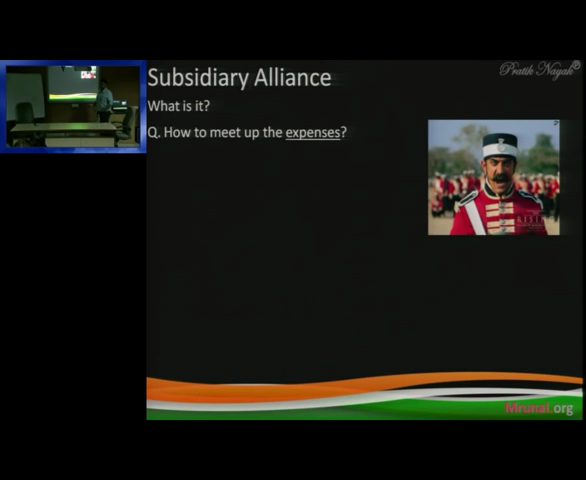 Subsidiary Alliance
Pratik Nayak
What is it?
Q. How to meet up the expenses?
Mrunal.org